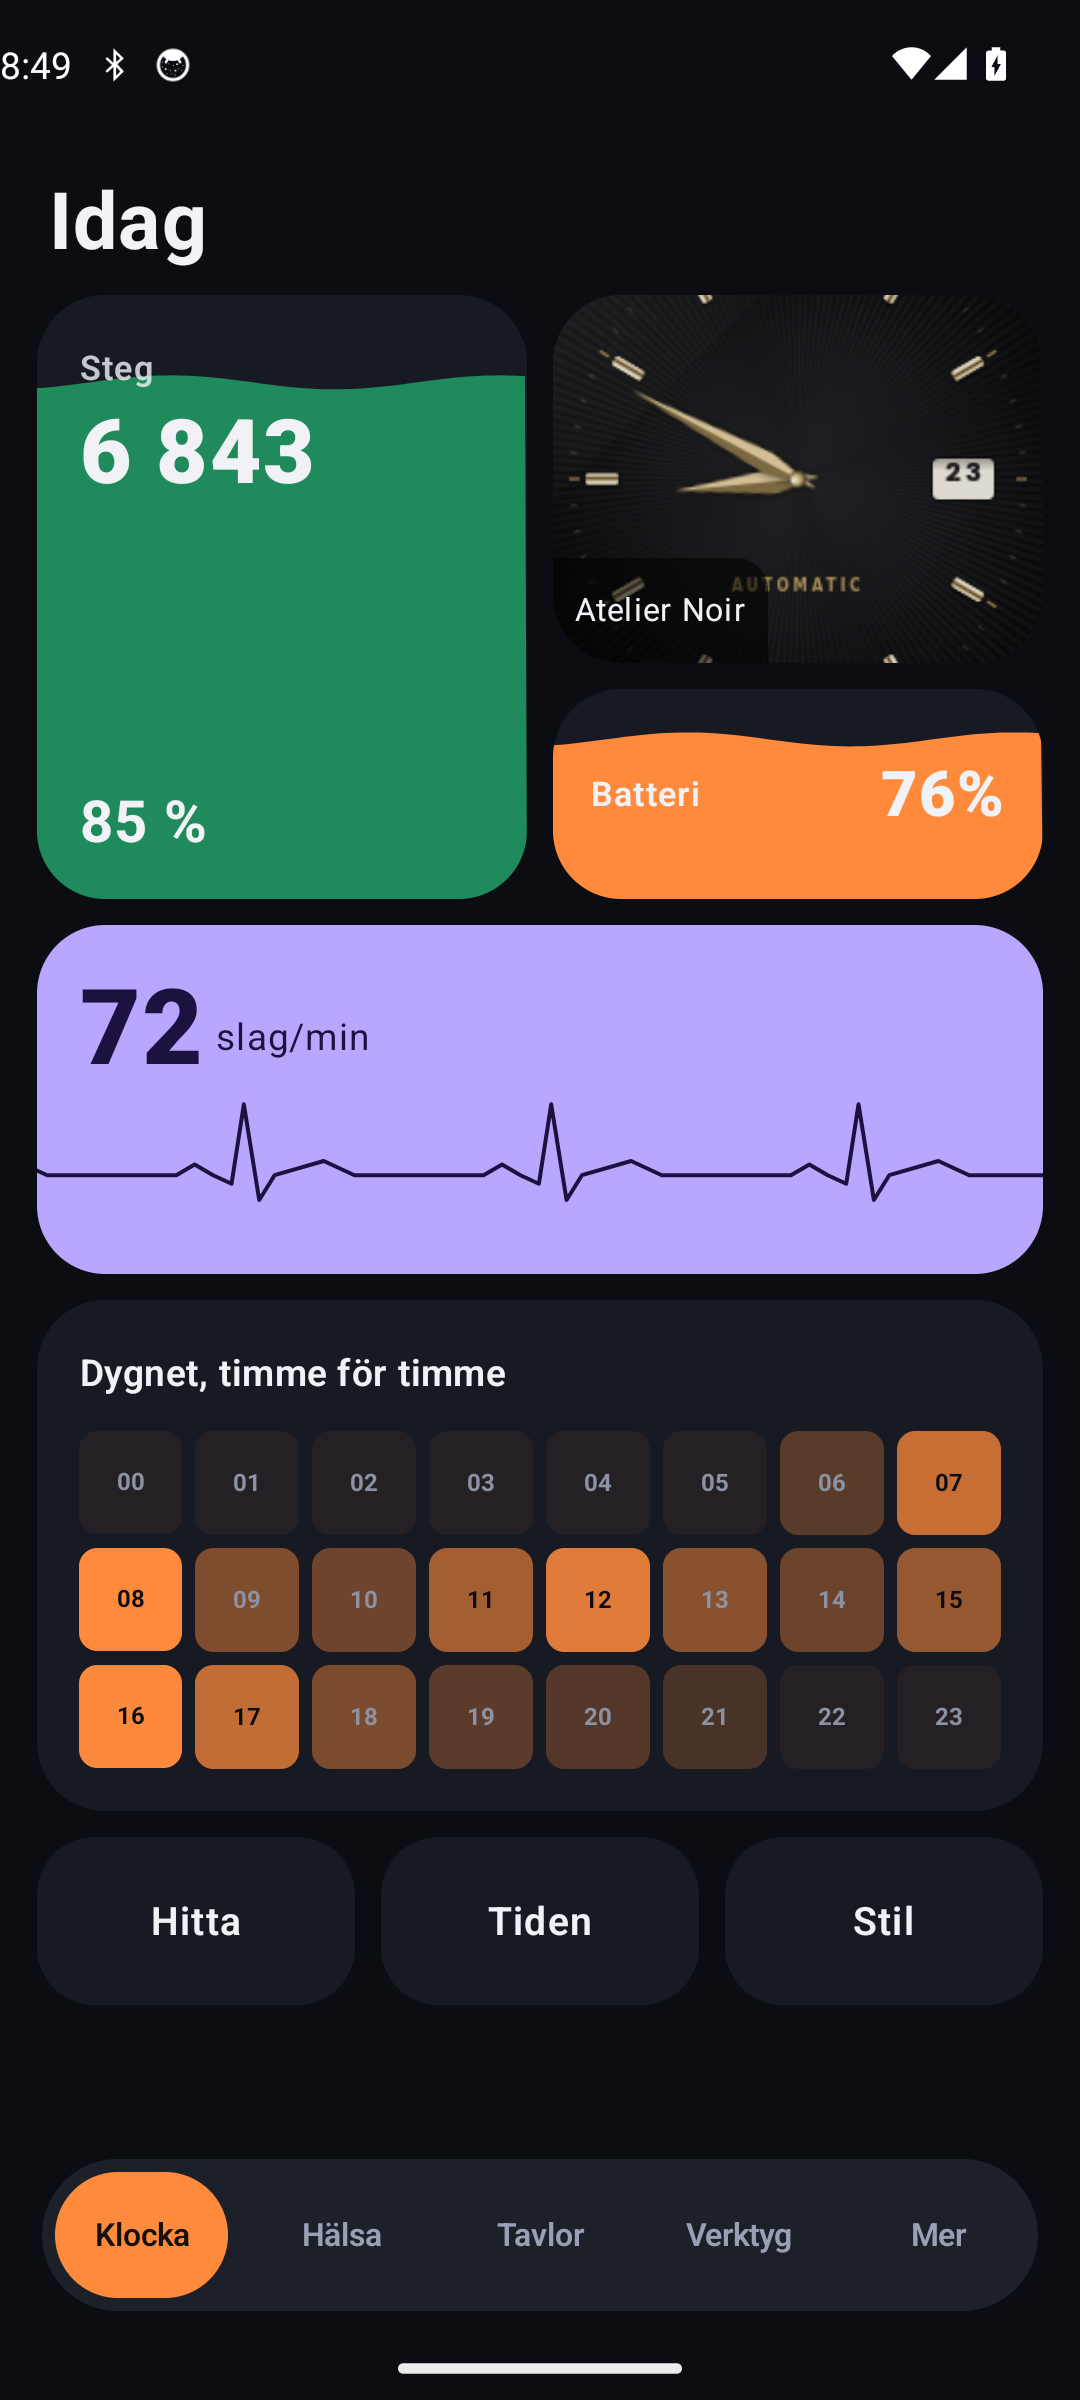 8:49
Idag
Steg
6 843
85 %
23
AUTOMATIC
Atelier Noir
Batteri
76%
72 slag/min
Dygnet, timme för timme
00 01 02 03 04 05 06 07
08 09 10 11 12 13 14 15
16 17 18 19 20 21 22 23
Hitta Tiden Stil
Klocka Hälsa Tavlor Verktyg Mer